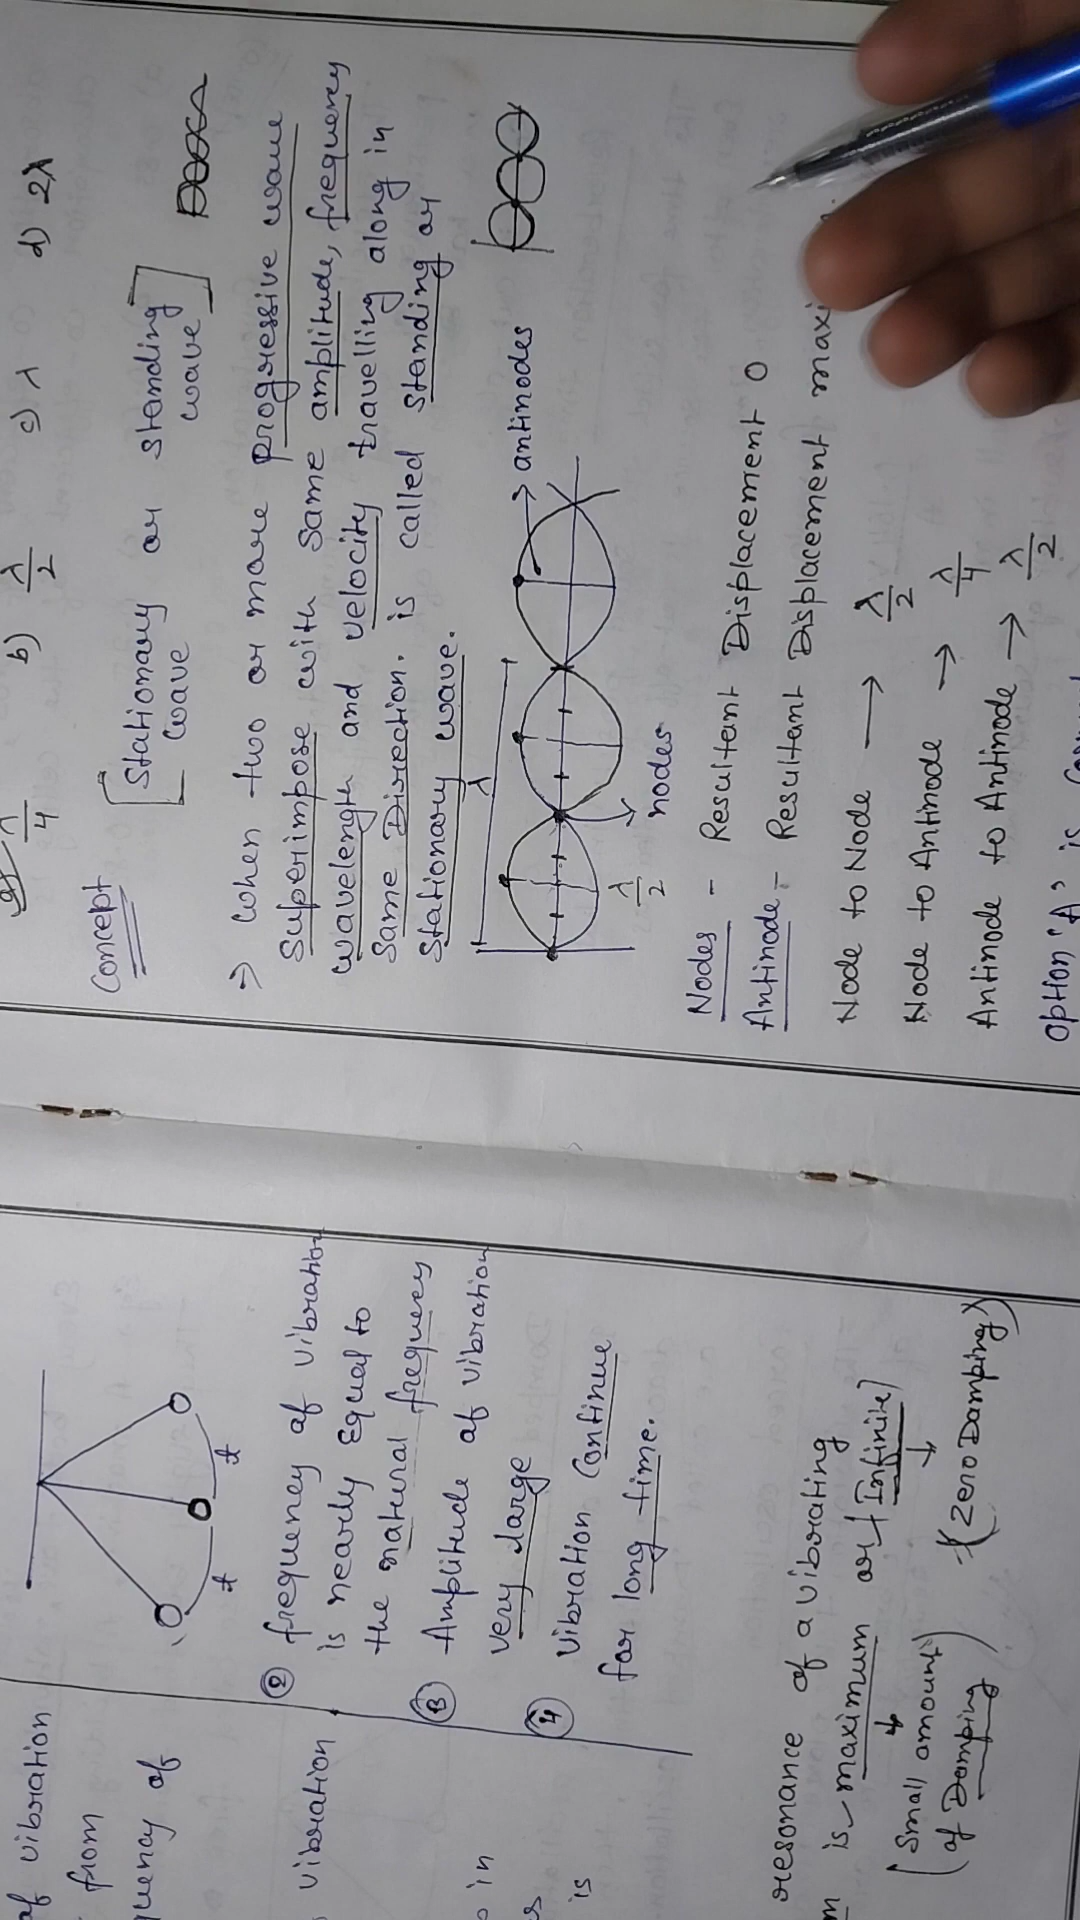 λ/4 b) λ/2 c) λ d) 2λ
Concept
[Stationary or standing]
wave wave
⇒ when two or more progressive wave
Superimpose with same amplitude, frequency
wavelength and velocity travelling along in
Same Direction. is called standing or
Stationary wave.
λ
antinodes
λ/2
nodes
Nodes - Resultant Displacement 0
Antinode - Resultant Displacement maxi
Node to Node → λ/2
Node to Antinode → λ/4
Antinode to Antinode → λ/2
Option "A" is
of vibration
from
quency of
vibration
in
is
t t
② frequency of vibration
is nearly Equal to
the natural frequency
③ Amplitude of vibration
very large
④ Vibration Continue
for long time.
resonance of a vibrating
m is maximum or {Infinite}
↓ ↓
(Small amount
of Damping) {Zero Damping}